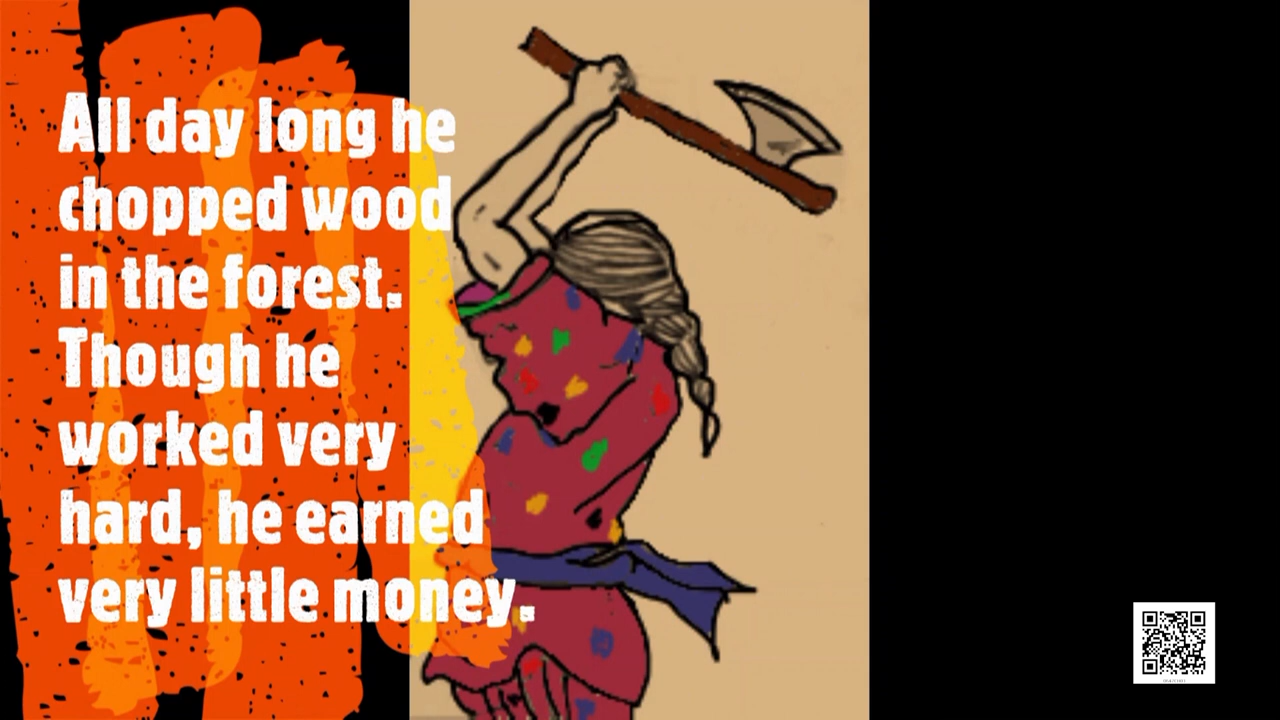 All day long he
chopped wood
in the forest.
Though he
worked very
hard, he earned
very little money.